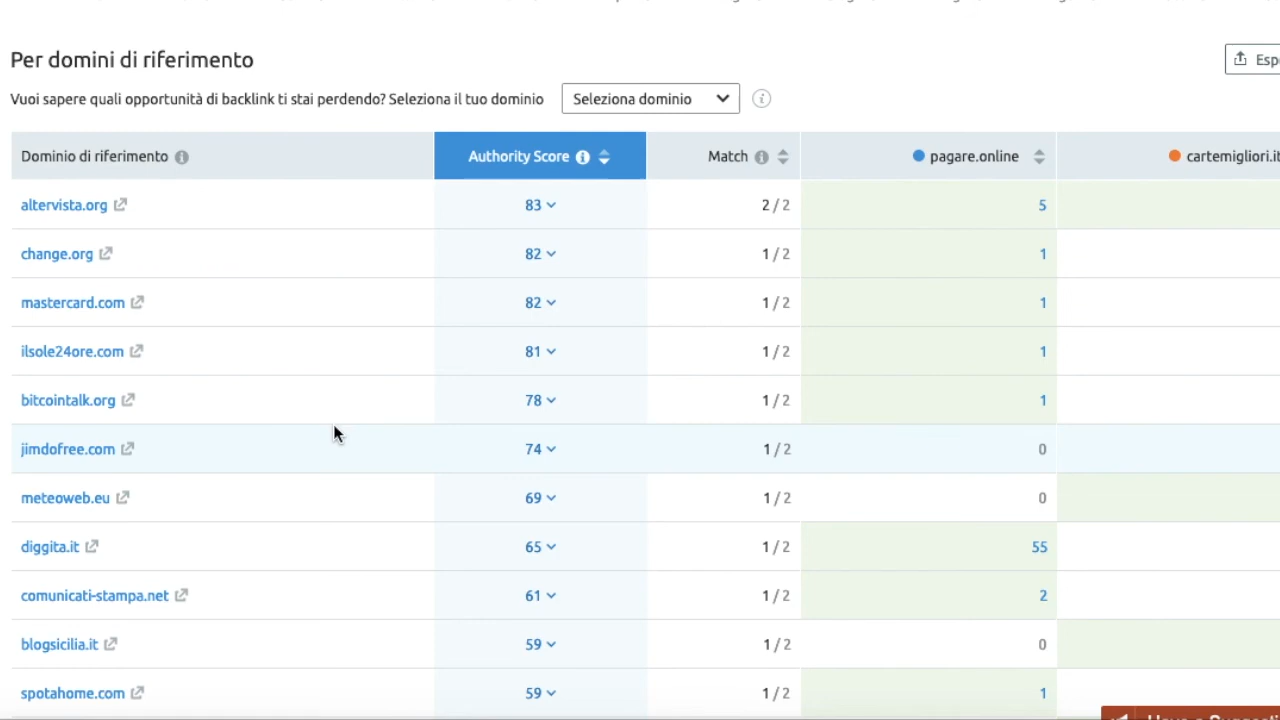 Per domini di riferimento
Esp
Vuoi sapere quali opportunità di backlink ti stai perdendo? Seleziona il tuo dominio Seleziona dominio
Dominio di riferimento Authority Score Match pagare.online cartemigliori.it
altervista.org 83 2 / 2 5
change.org 82 1 / 2 1
mastercard.com 82 1 / 2 1
ilsole24ore.com 81 1 / 2 1
bitcointalk.org 78 1 / 2 1
jimdofree.com 74 1 / 2 0
meteoweb.eu 69 1 / 2 0
diggita.it 65 1 / 2 55
comunicati-stampa.net 61 1 / 2 2
blogsicilia.it 59 1 / 2 0
spotahome.com 59 1 / 2 1